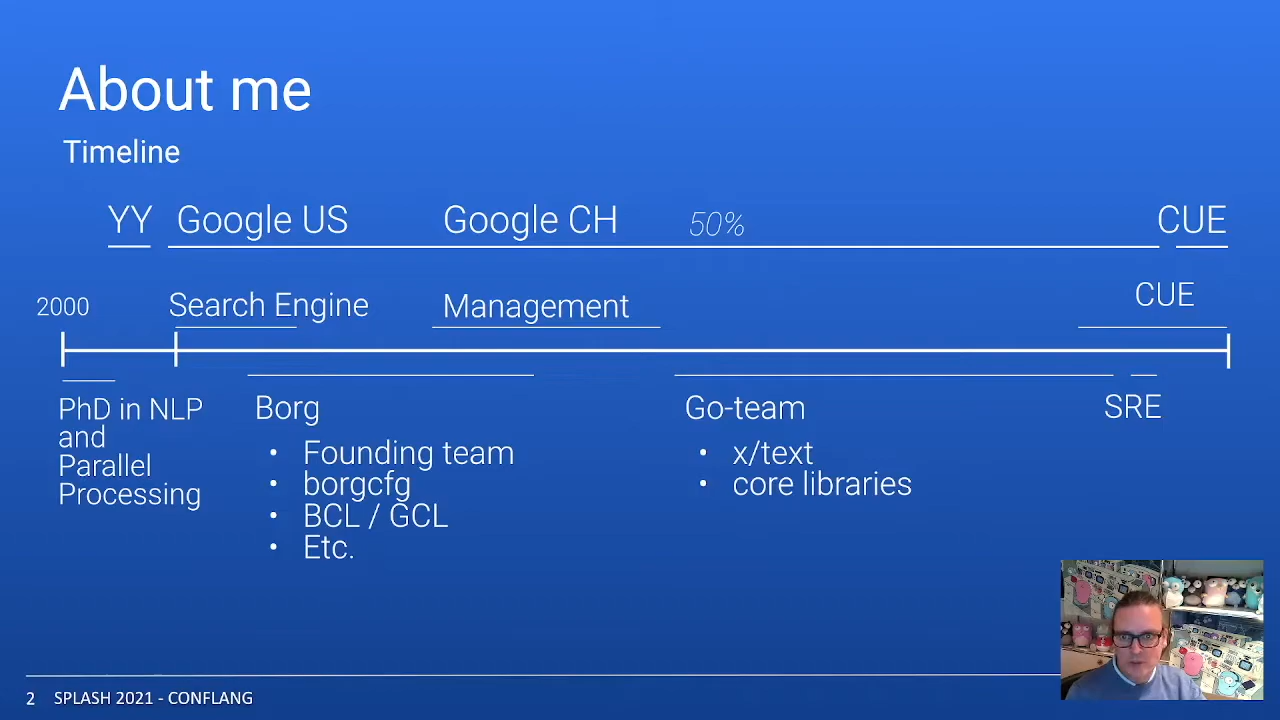 About me
Timeline
YY Google US Google CH 50% CUE
2000 Search Engine Management CUE
PhD in NLP
and
Parallel
Processing
Borg
• Founding team
• borgcfg
• BCL / GCL
• Etc.
Go-team
• x/text
• core libraries
SRE
2 SPLASH 2021 - CONFLANG